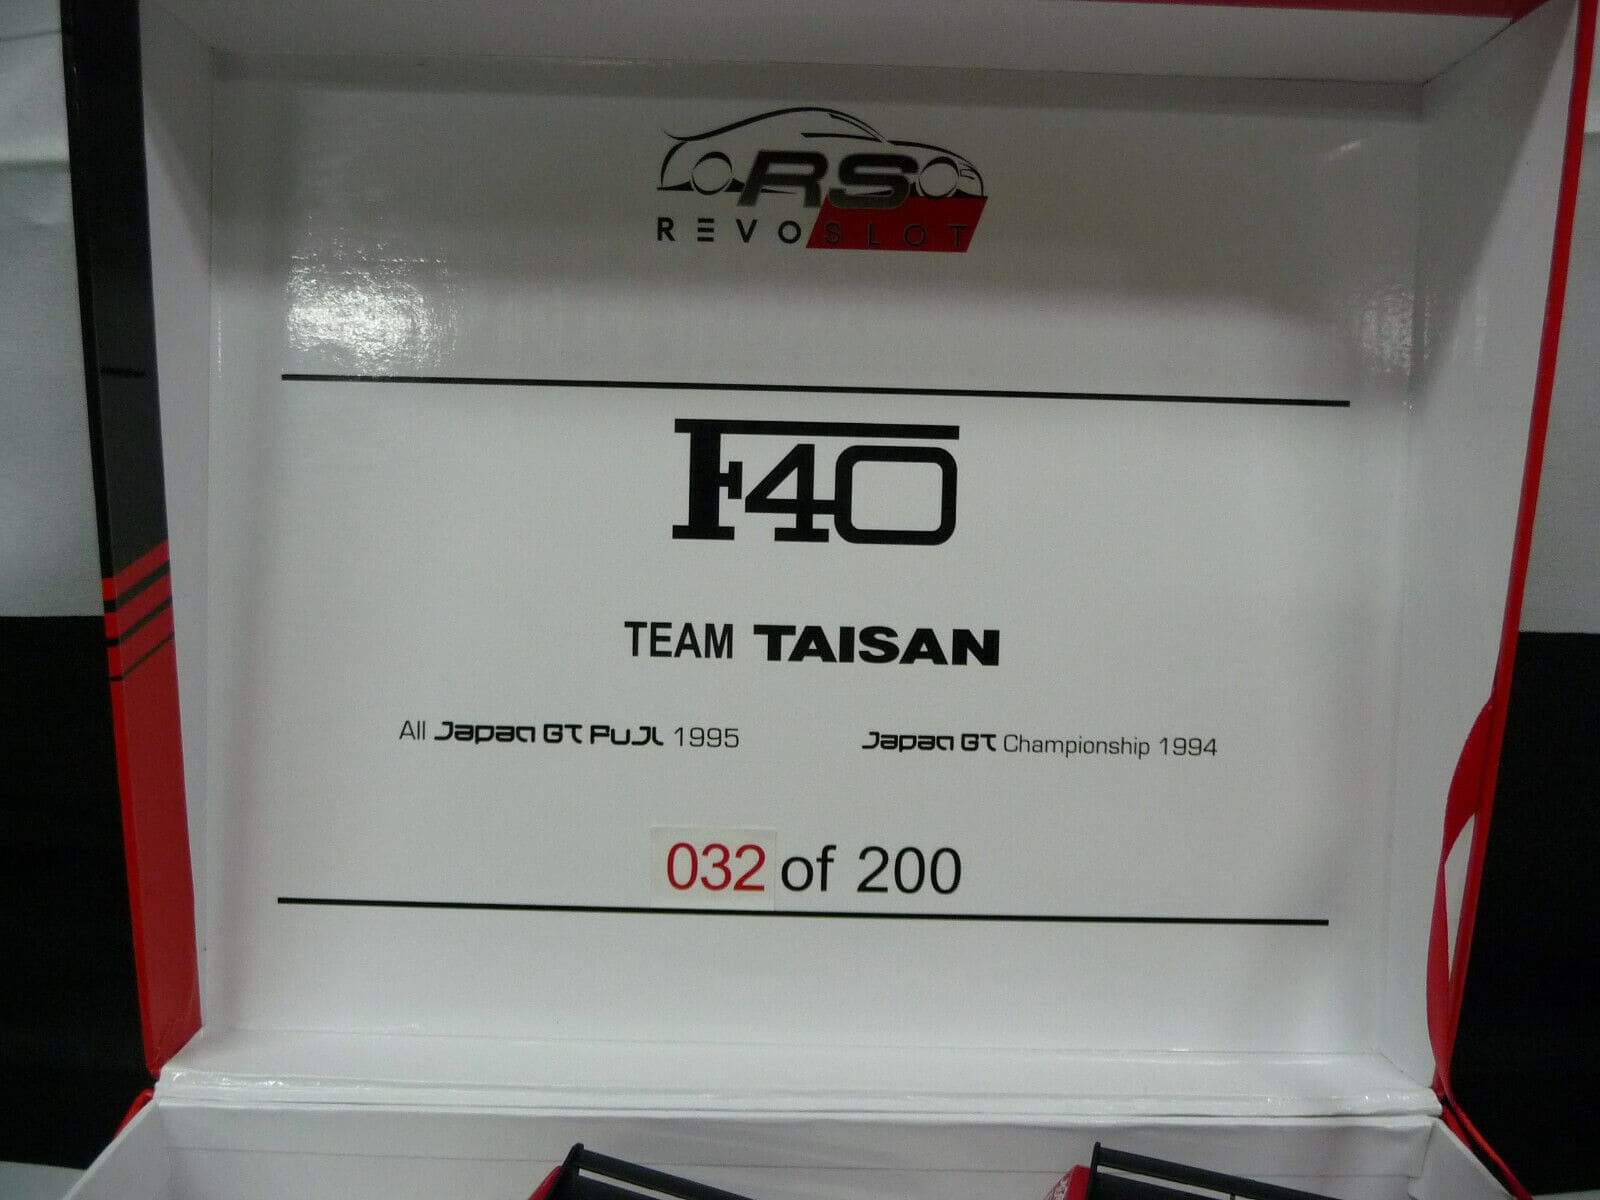 RS
REVOSLOT
F40
TEAM TAISAN
All Japan GT FUJI 1995
Japan GT Championship 1994
032 of 200